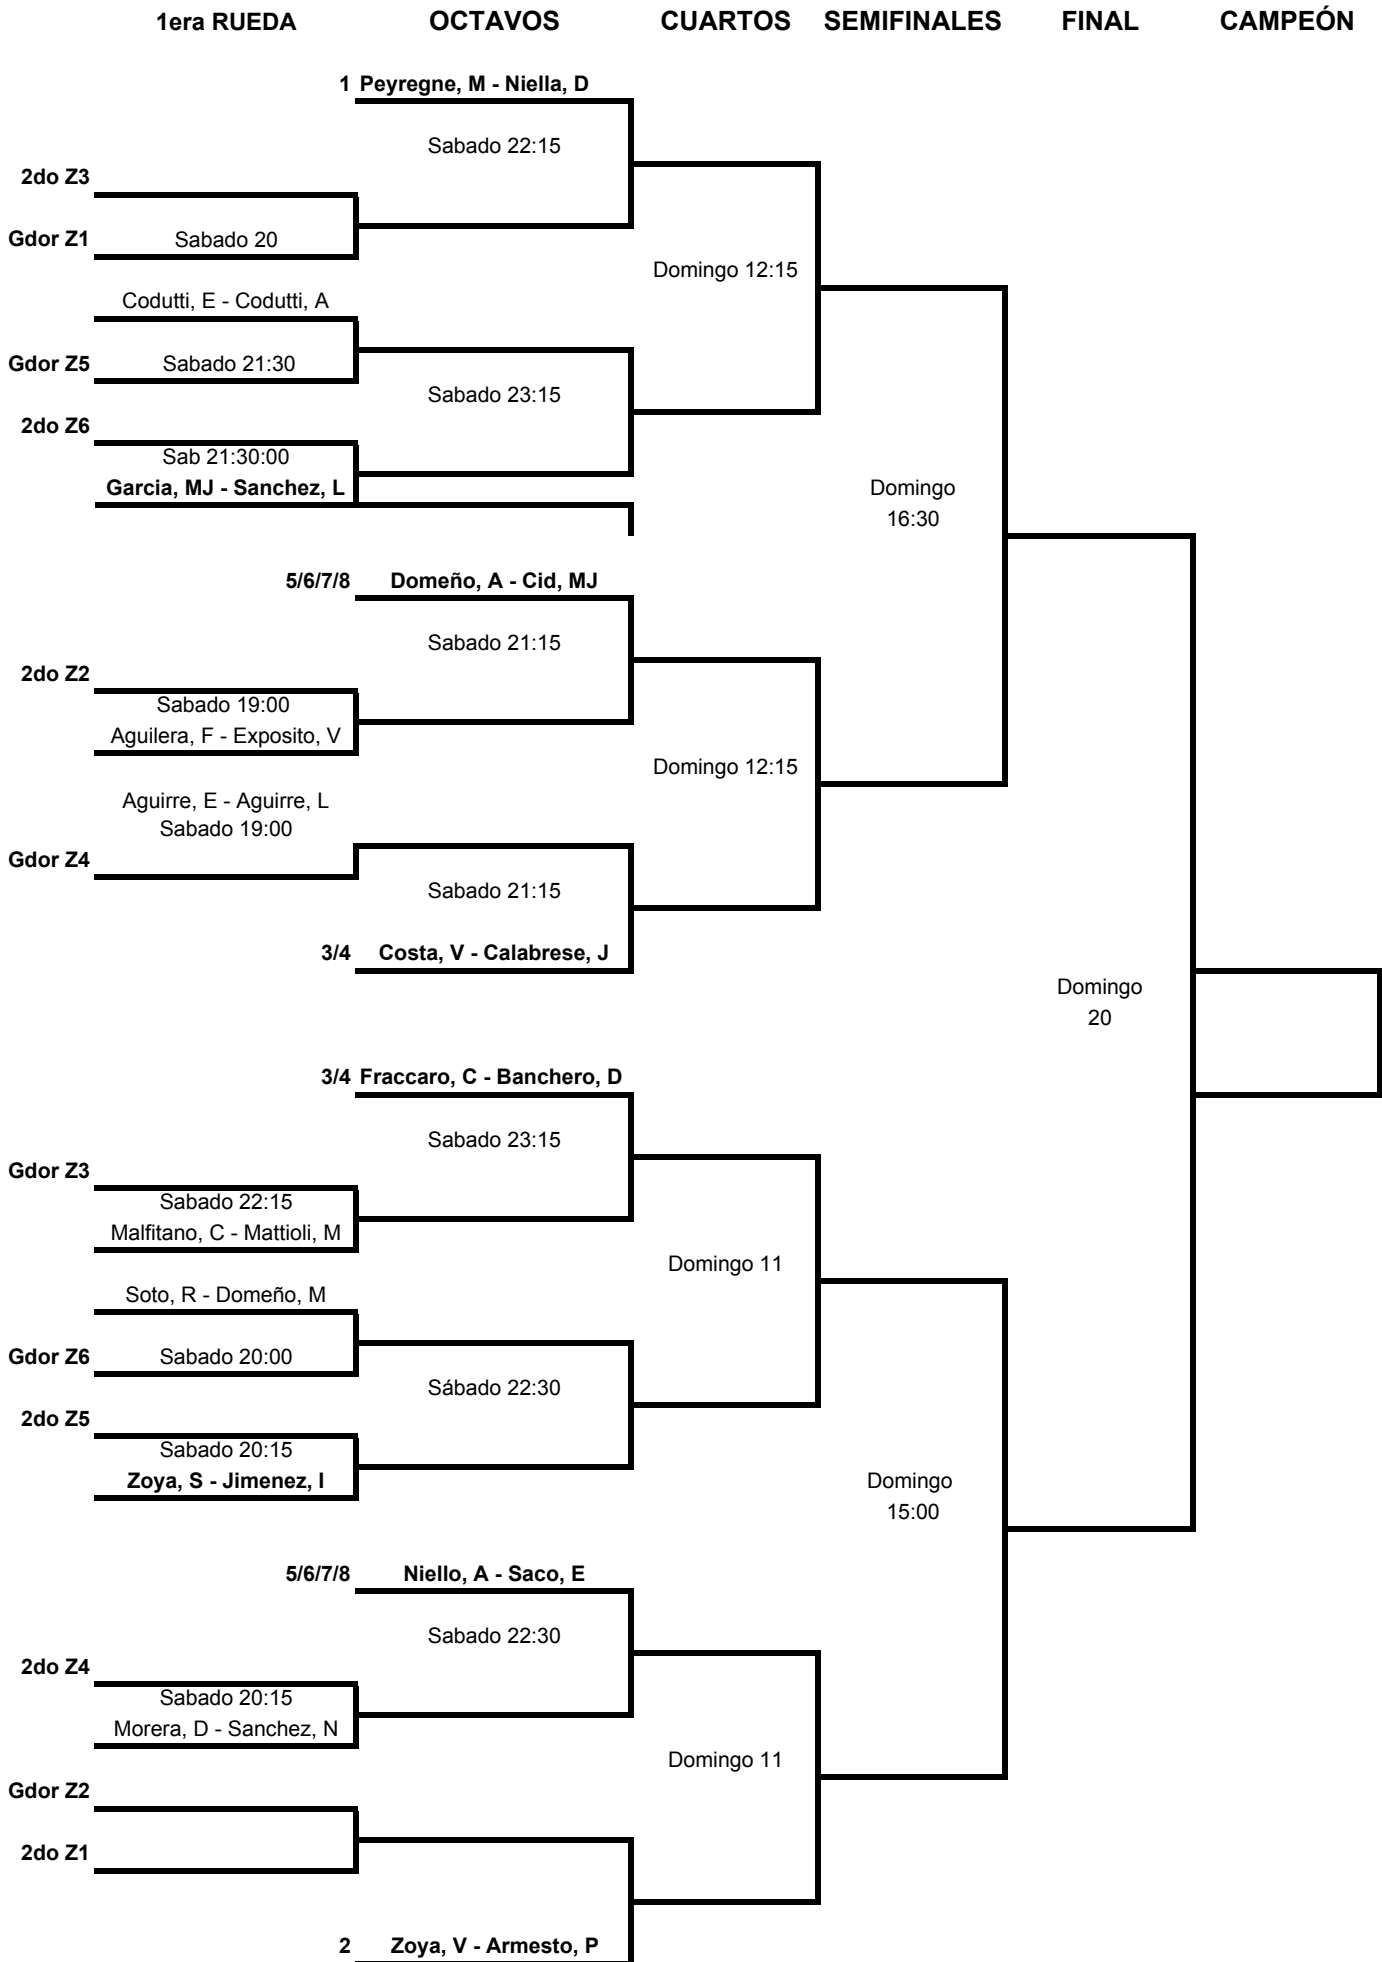 1era RUEDA OCTAVOS CUARTOS SEMIFINALES FINAL CAMPEÓN
1 Peyregne, M - Niella, D
Sabado 22:15
2do Z3
Gdor Z1 Sabado 20
Domingo 12:15
Codutti, E - Codutti, A
Gdor Z5 Sabado 21:30
Sabado 23:15
2do Z6
Sab 21:30:00
Garcia, MJ - Sanchez, L
Domingo
16:30
5/6/7/8 Domeño, A - Cid, MJ
Sabado 21:15
2do Z2
Sabado 19:00
Aguilera, F - Exposito, V
Domingo 12:15
Aguirre, E - Aguirre, L
Sabado 19:00
Gdor Z4
Sabado 21:15
3/4 Costa, V - Calabrese, J
Domingo
20
3/4 Fraccaro, C - Banchero, D
Sabado 23:15
Gdor Z3
Sabado 22:15
Malfitano, C - Mattioli, M
Domingo 11
Soto, R - Domeño, M
Gdor Z6 Sabado 20:00
Sábado 22:30
2do Z5
Sabado 20:15
Zoya, S - Jimenez, I
Domingo
15:00
5/6/7/8 Niello, A - Saco, E
Sabado 22:30
2do Z4
Sabado 20:15
Morera, D - Sanchez, N
Domingo 11
Gdor Z2
2do Z1
2 Zoya, V - Armesto, P